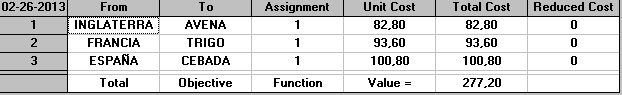 02-26-2013 From To Assignment Unit Cost Total Cost Reduced Cost
1 INGLATERRA AVENA 1 82,80 82,80 0
2 FRANCIA TRIGO 1 93,60 93,60 0
3 ESPAÑA CEBADA 1 100,80 100,80 0
Total Objective Function Value = 277,20